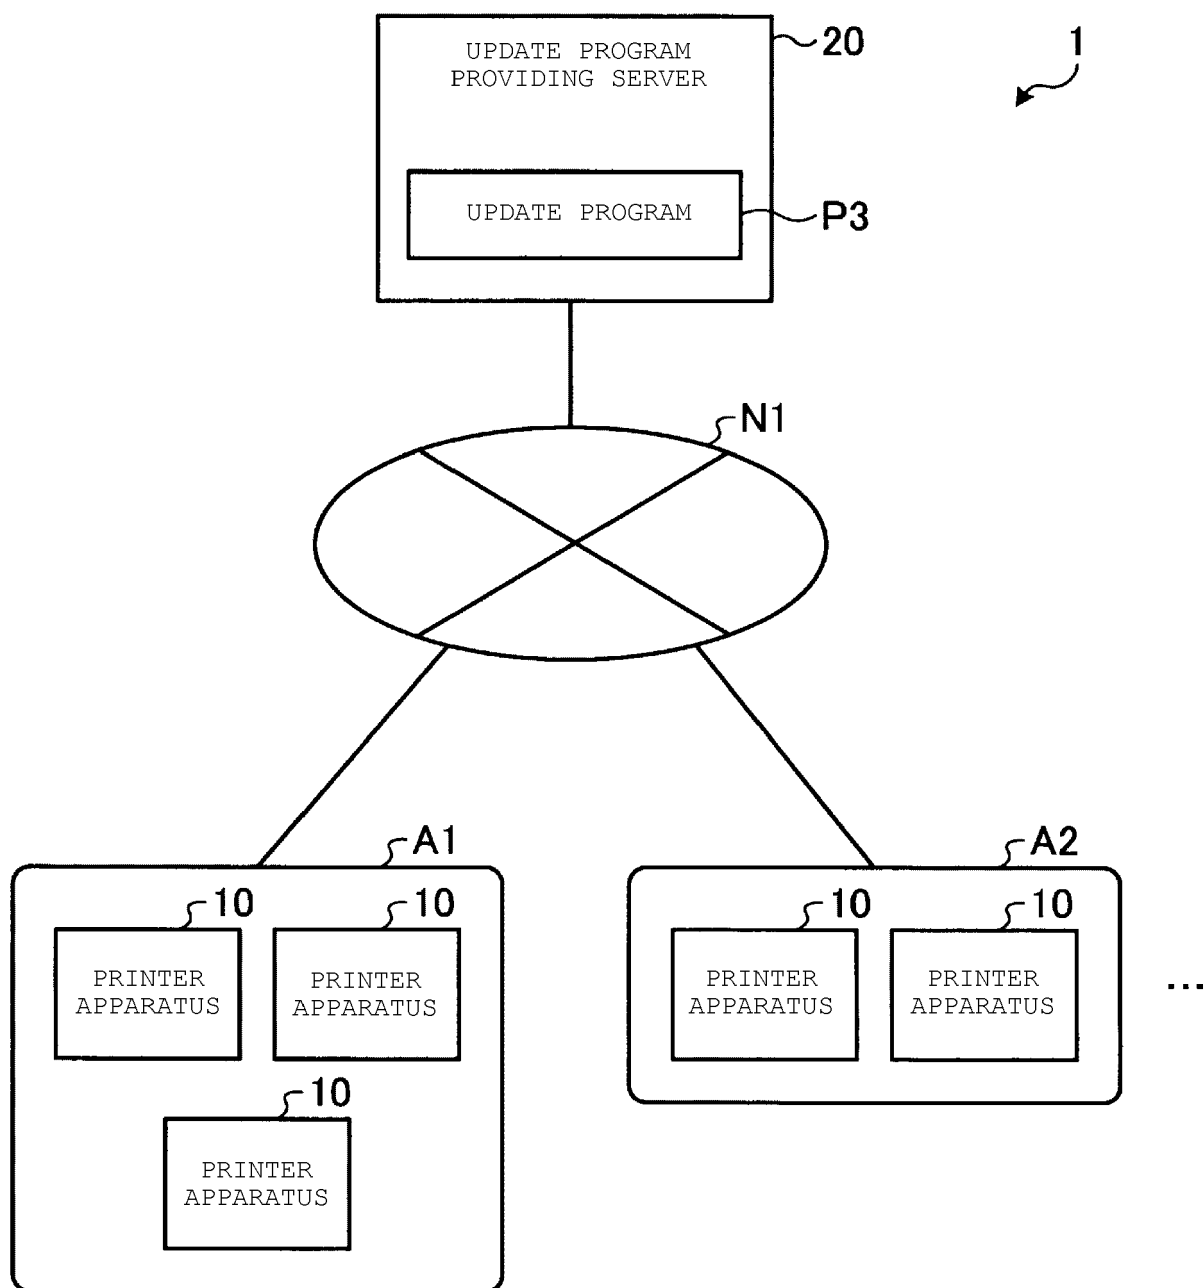 UPDATE PROGRAM
PROVIDING SERVER
20
1
UPDATE PROGRAM
P3
N1
A1
A2
10
10
10
10
PRINTER
APPARATUS
PRINTER
APPARATUS
PRINTER
APPARATUS
PRINTER
APPARATUS
...
10
PRINTER
APPARATUS